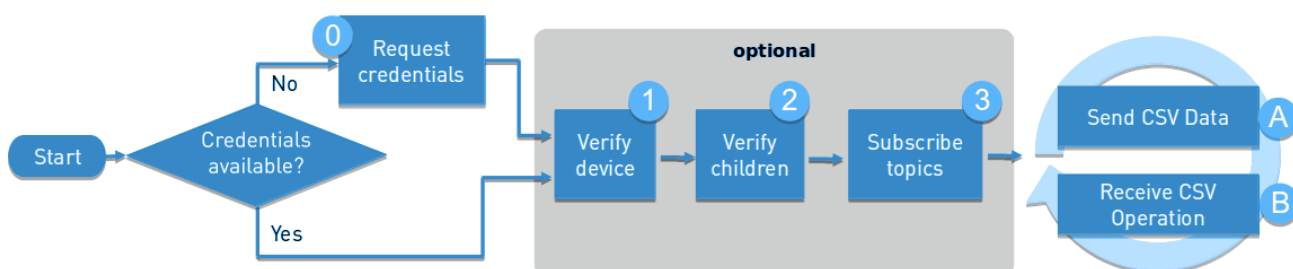 Start
Credentials
available?
No
Yes
0
Request
credentials
optional
1
Verify
device
2
Verify
children
3
Subscribe
topics
Send CSV Data
A
Receive CSV
Operation
B